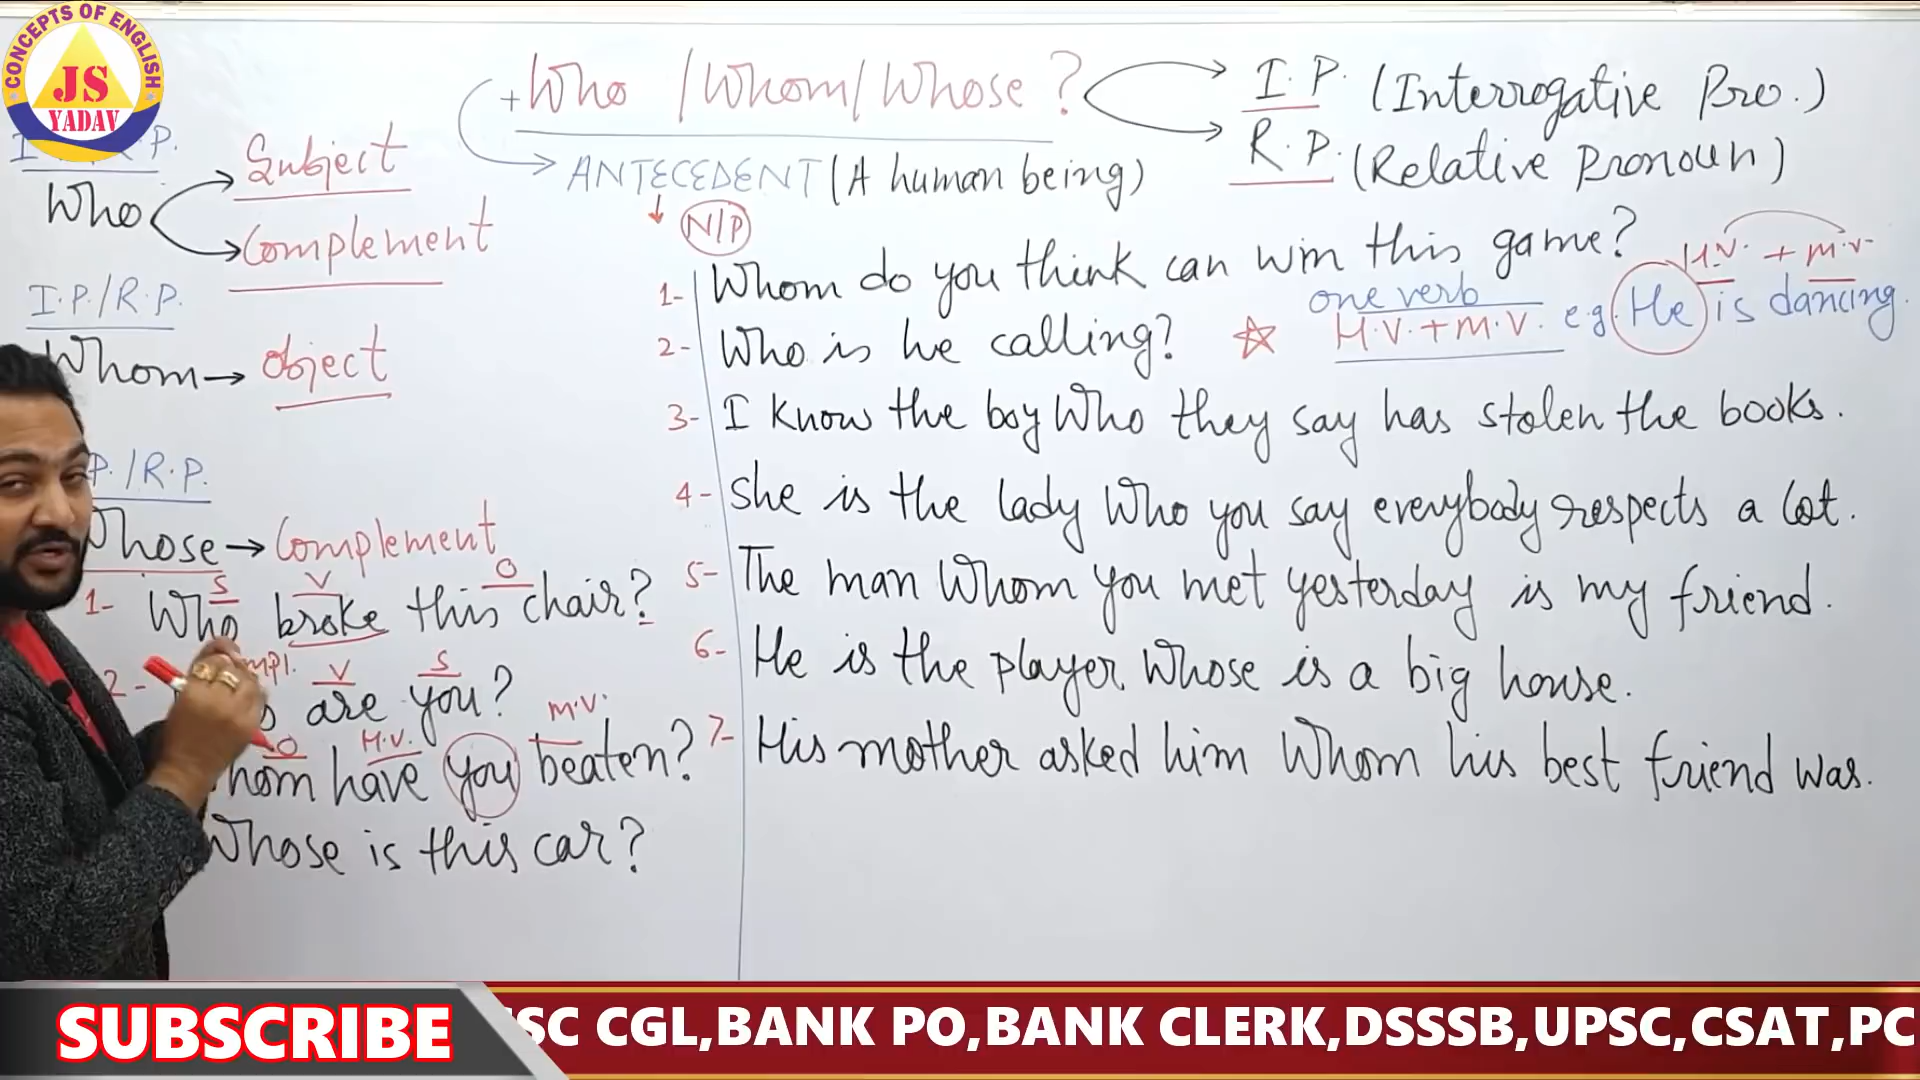 CONCEPTS OF ENGLISH
JS
YADAV
+Who /Whom/Whose ?
I.P. (Interrogative Pro.)
R.P. (Relative Pronoun)
ANTECEDENT (A human being)
N/P
P.
Who
Subject
Complement
I.P./R.P.
Whom → object
P./R.P.
Whose → Complement
S V O
1- Who broke this chair?
V S
2- are you?
O H.V. M.V.
whom have you beaten?
Whose is this car?
1- Whom do you think can win this game?
H.V. + M.V.
one verb
H.V. + M.V. e.g. He is dancing.
2- Who is he calling?
3- I know the boy Who they say has stolen the books.
4- She is the lady Who you say everybody respects a lot.
5- The man Whom you met yesterday is my friend.
6- He is the player Whose is a big house.
7- His mother asked him Whom his best friend was.
SUBSCRIBE
SSC CGL,BANK PO,BANK CLERK,DSSSB,UPSC,CSAT,PC